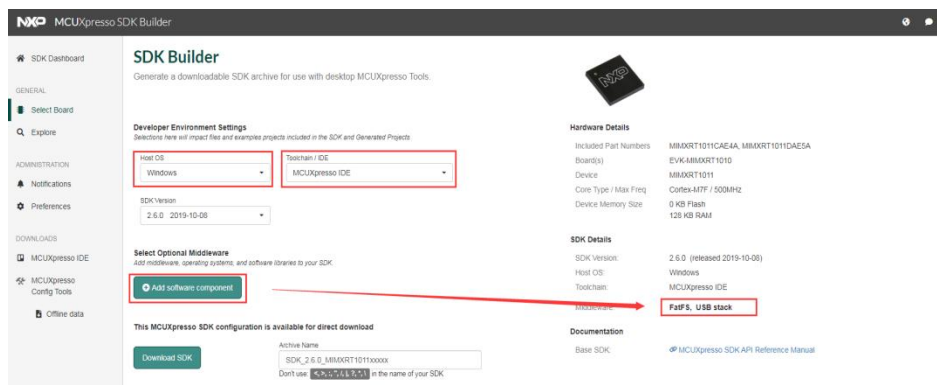 NXP MCUXpresso SDK Builder
SDK Dashboard
GENERAL
Select Board
Explore
ADMINISTRATION
Notifications
Preferences
DOWNLOADS
MCUXpresso IDE
MCUXpresso
Config Tools
Offline data
SDK Builder
Generate a downloadable SDK archive for use with desktop MCUXpresso Tools.
Developer Environment Settings
Selections here will impact files and examples projects included in the SDK and Generated Projects.
Host OS
Windows
Toolchain / IDE
MCUXpresso IDE
SDK Version
2.6.0 2019-10-08
Select Optional Middleware
Add middleware, operating systems, and software libraries to your SDK.
Add software component
This MCUXpresso SDK configuration is available for direct download
Download SDK
Archive Name
SDK_2.6.0_MIMXRT1011xxxxx
Don't use: in the name of your SDK
NXP
Hardware Details
Included Part Numbers MIMXRT1011CAE4A, MIMXRT1011DAE5A
Board(s) EVK-MIMXRT1010
Device MIMXRT1011
Core Type / Max Freq Cortex-M7F / 500MHz
Device Memory Size 0 KB Flash
128 KB RAM
SDK Details
SDK Version: 2.6.0 (released 2019-10-08)
Host OS: Windows
Toolchain: MCUXpresso IDE
Middleware: FatFS, USB stack
Documentation
Base SDK: MCUXpresso SDK API Reference Manual